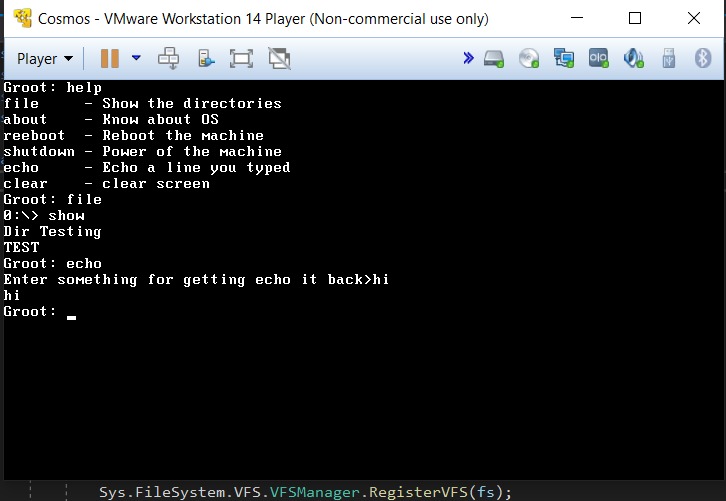 Cosmos - VMware Workstation 14 Player (Non-commercial use only)
Player
Groot: help
file     - Show the directories
about    - Know about OS
reeboot  - Reboot the machine
shutdown - Power of the machine
echo     - Echo a line you typed
clear    - clear screen
Groot: file
0:\> show
Dir Testing
TEST
Groot: echo
Enter something for getting echo it back>hi
hi
Groot: _
Sys.FileSystem.VFS.VFSManager.RegisterVFS(fs);